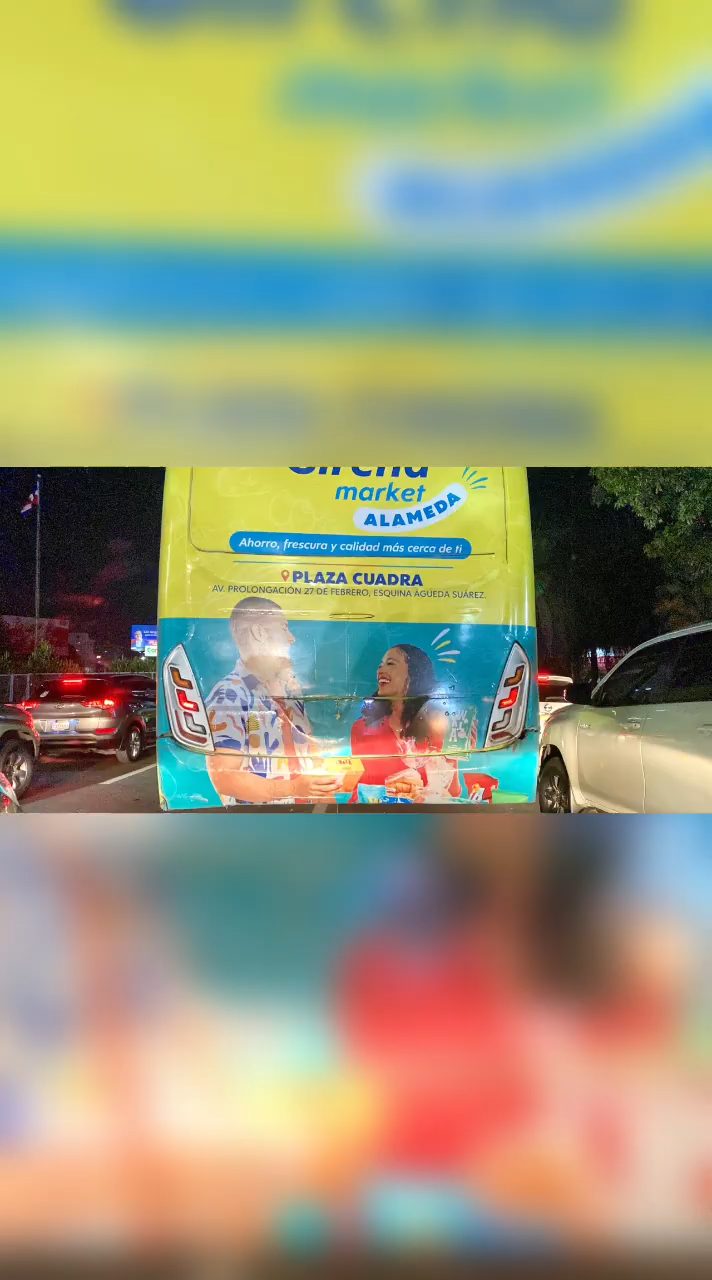 Sirena
market
ALAMEDA
Ahorro, frescura y calidad más cerca de ti
PLAZA CUADRA
AV. PROLONGACIÓN 27 DE FEBRERO, ESQUINA ÁGUEDA SUÁREZ.